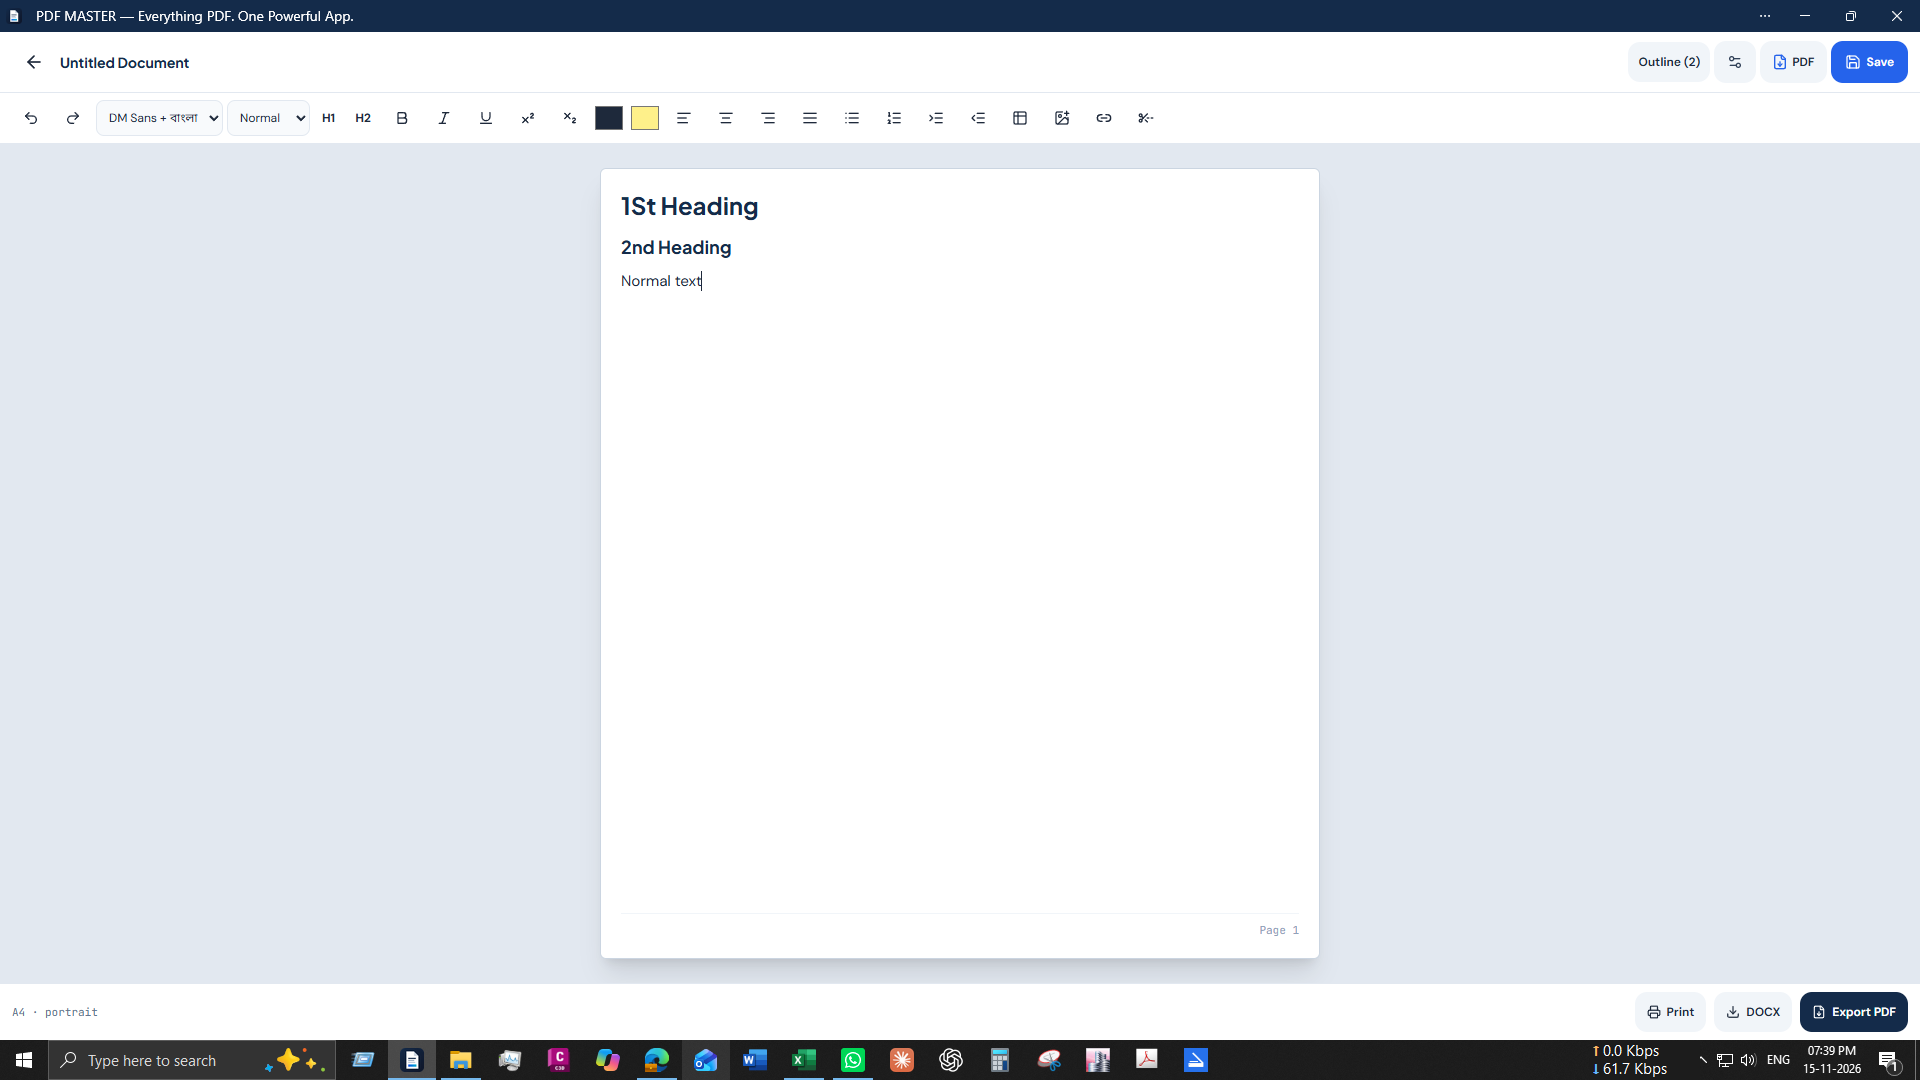 PDF MASTER — Everything PDF. One Powerful App.
Untitled Document
Outline (2)
PDF
Save
DM Sans + বাংলা
Normal
H1
H2
1St Heading
2nd Heading
Normal text
Page 1
A4 · portrait
Print
DOCX
Export PDF
Type here to search
↑ 0.0 Kbps
↓ 61.7 Kbps
ENG
07:39 PM
15-11-2026
1